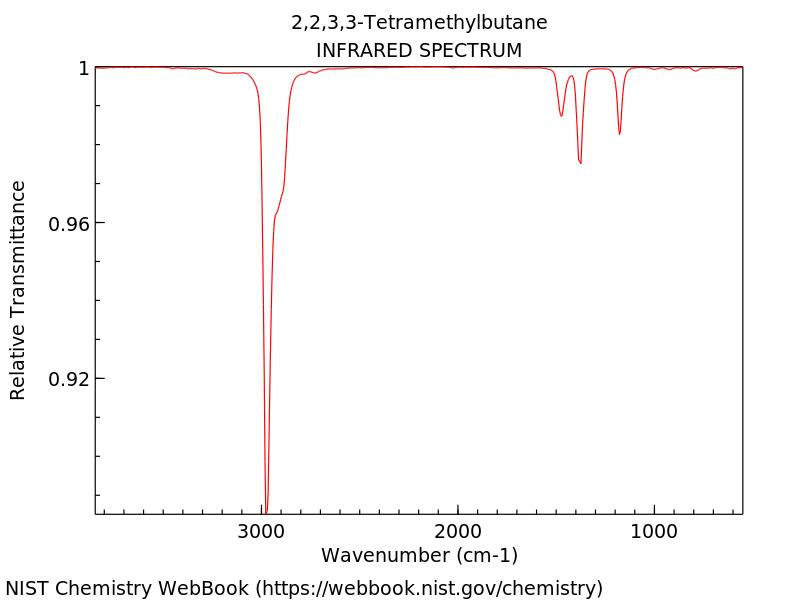 2,2,3,3-Tetramethylbutane
INFRARED SPECTRUM
1
0.96
0.92
Relative Transmittance
3000 2000 1000
Wavenumber (cm-1)
NIST Chemistry WebBook (https://webbook.nist.gov/chemistry)